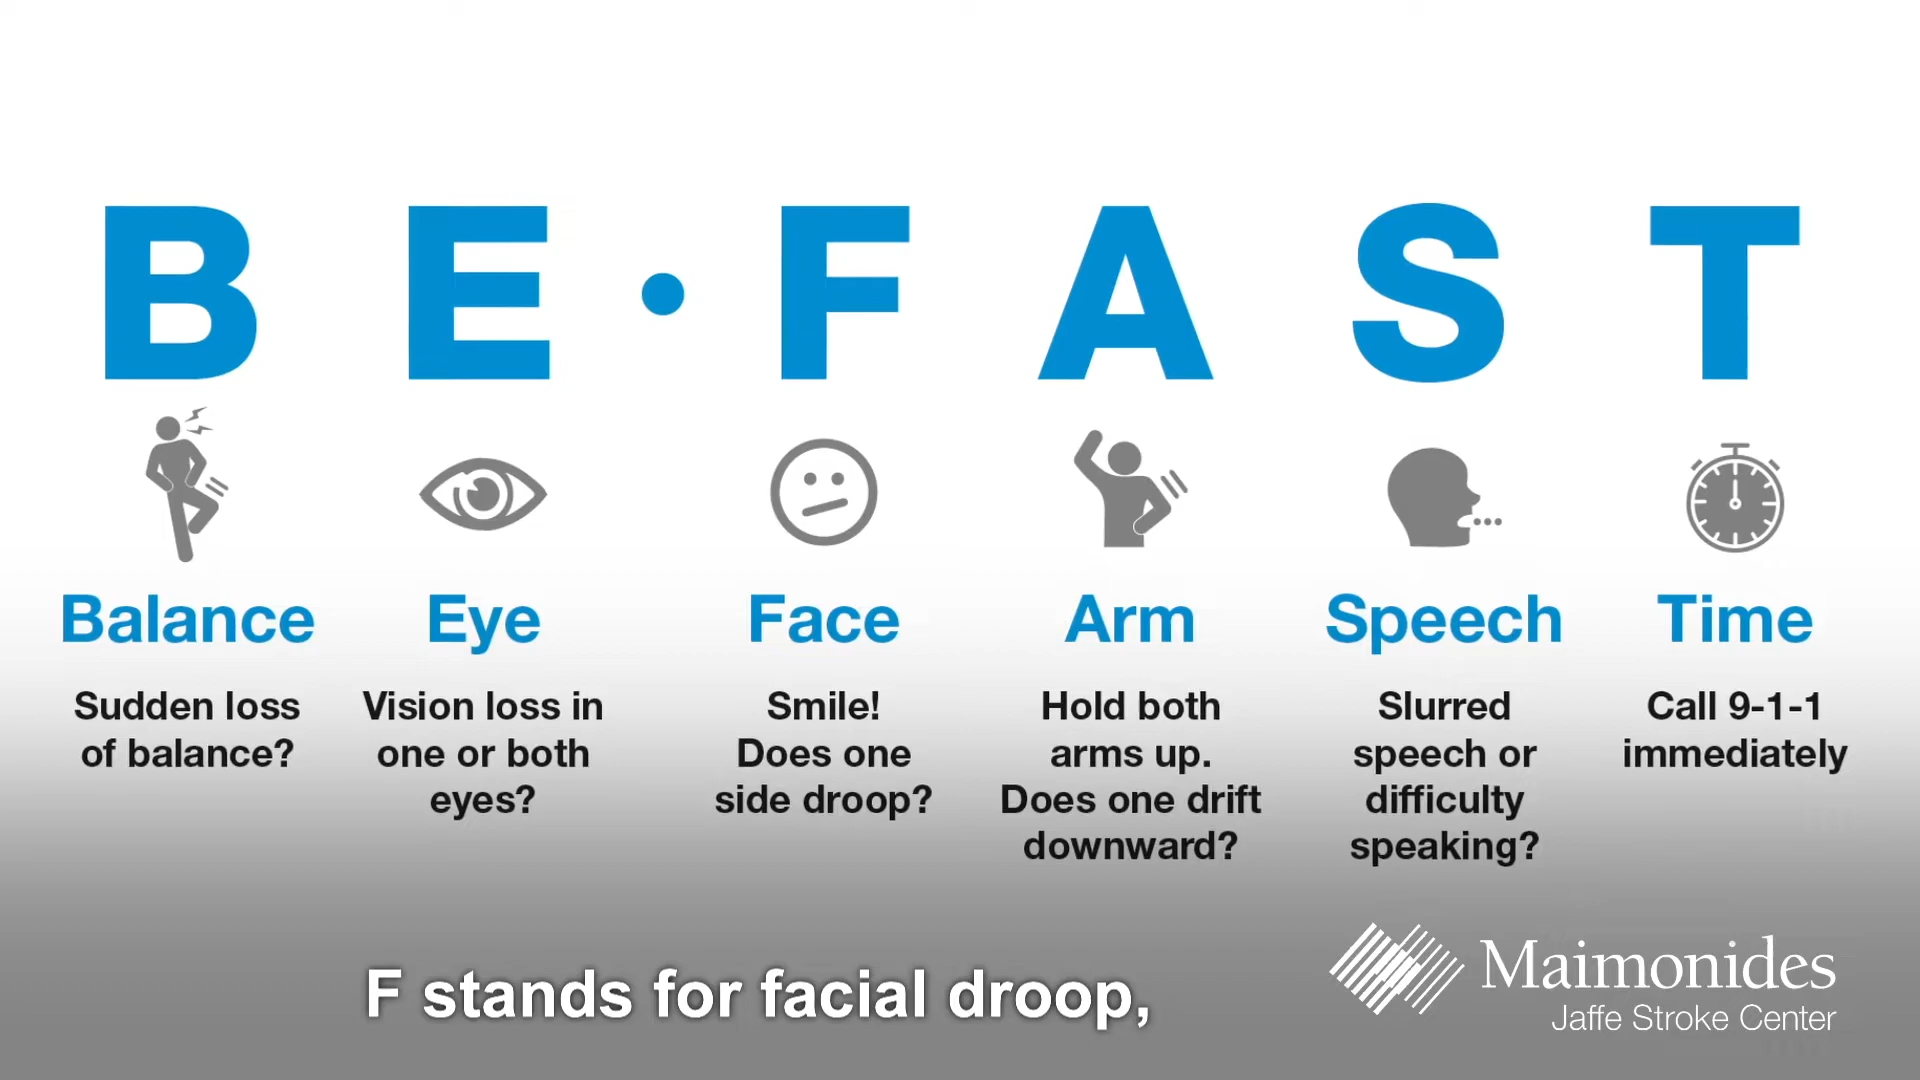 B E • F A S T
Balance
Sudden loss
of balance?
Eye
Vision loss in
one or both
eyes?
Face
Smile!
Does one
side droop?
Arm
Hold both
arms up.
Does one drift
downward?
Speech
Slurred
speech or
difficulty
speaking?
Time
Call 9-1-1
immediately
F stands for facial droop,
Maimonides
Jaffe Stroke Center